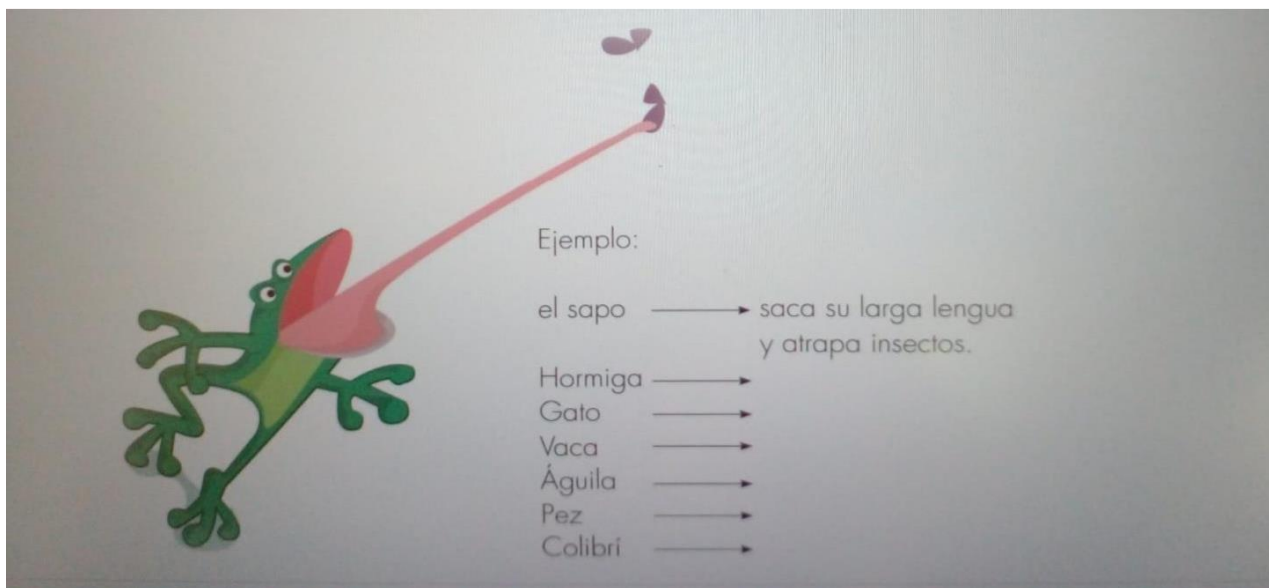 Ejemplo:
el sapo → saca su larga lengua
y atrapa insectos.
Hormiga →
Gato →
Vaca →
Águila →
Pez →
Colibrí →